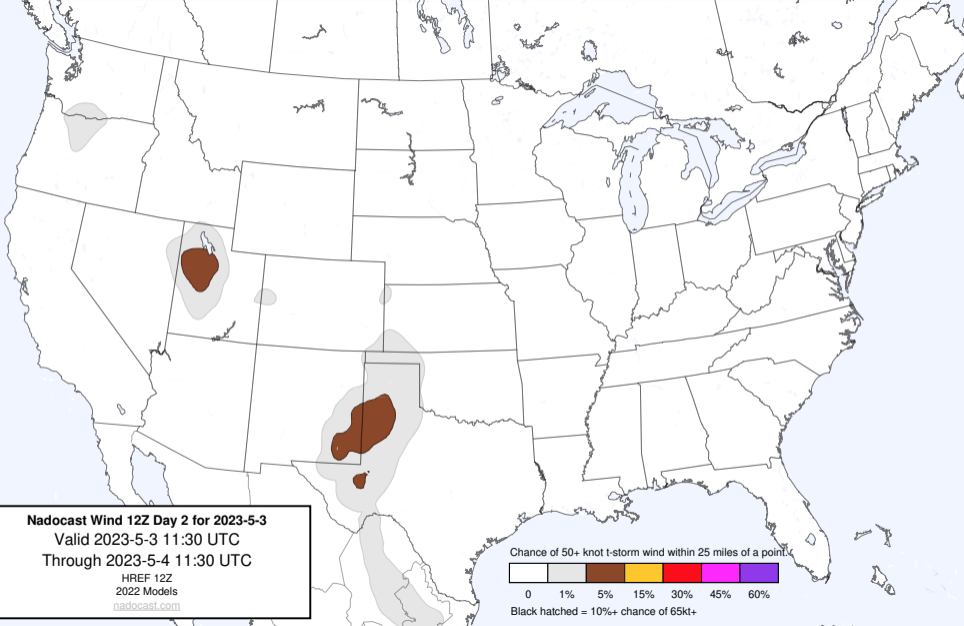 Nadocast Wind 12Z Day 2 for 2023-5-3
Valid 2023-5-3 11:30 UTC
Through 2023-5-4 11:30 UTC
HREF 12Z
2022 Models
nadocast.com
Chance of 50+ knot t-storm wind within 25 miles of a point.
0 1% 5% 15% 30% 45% 60%
Black hatched = 10%+ chance of 65kt+